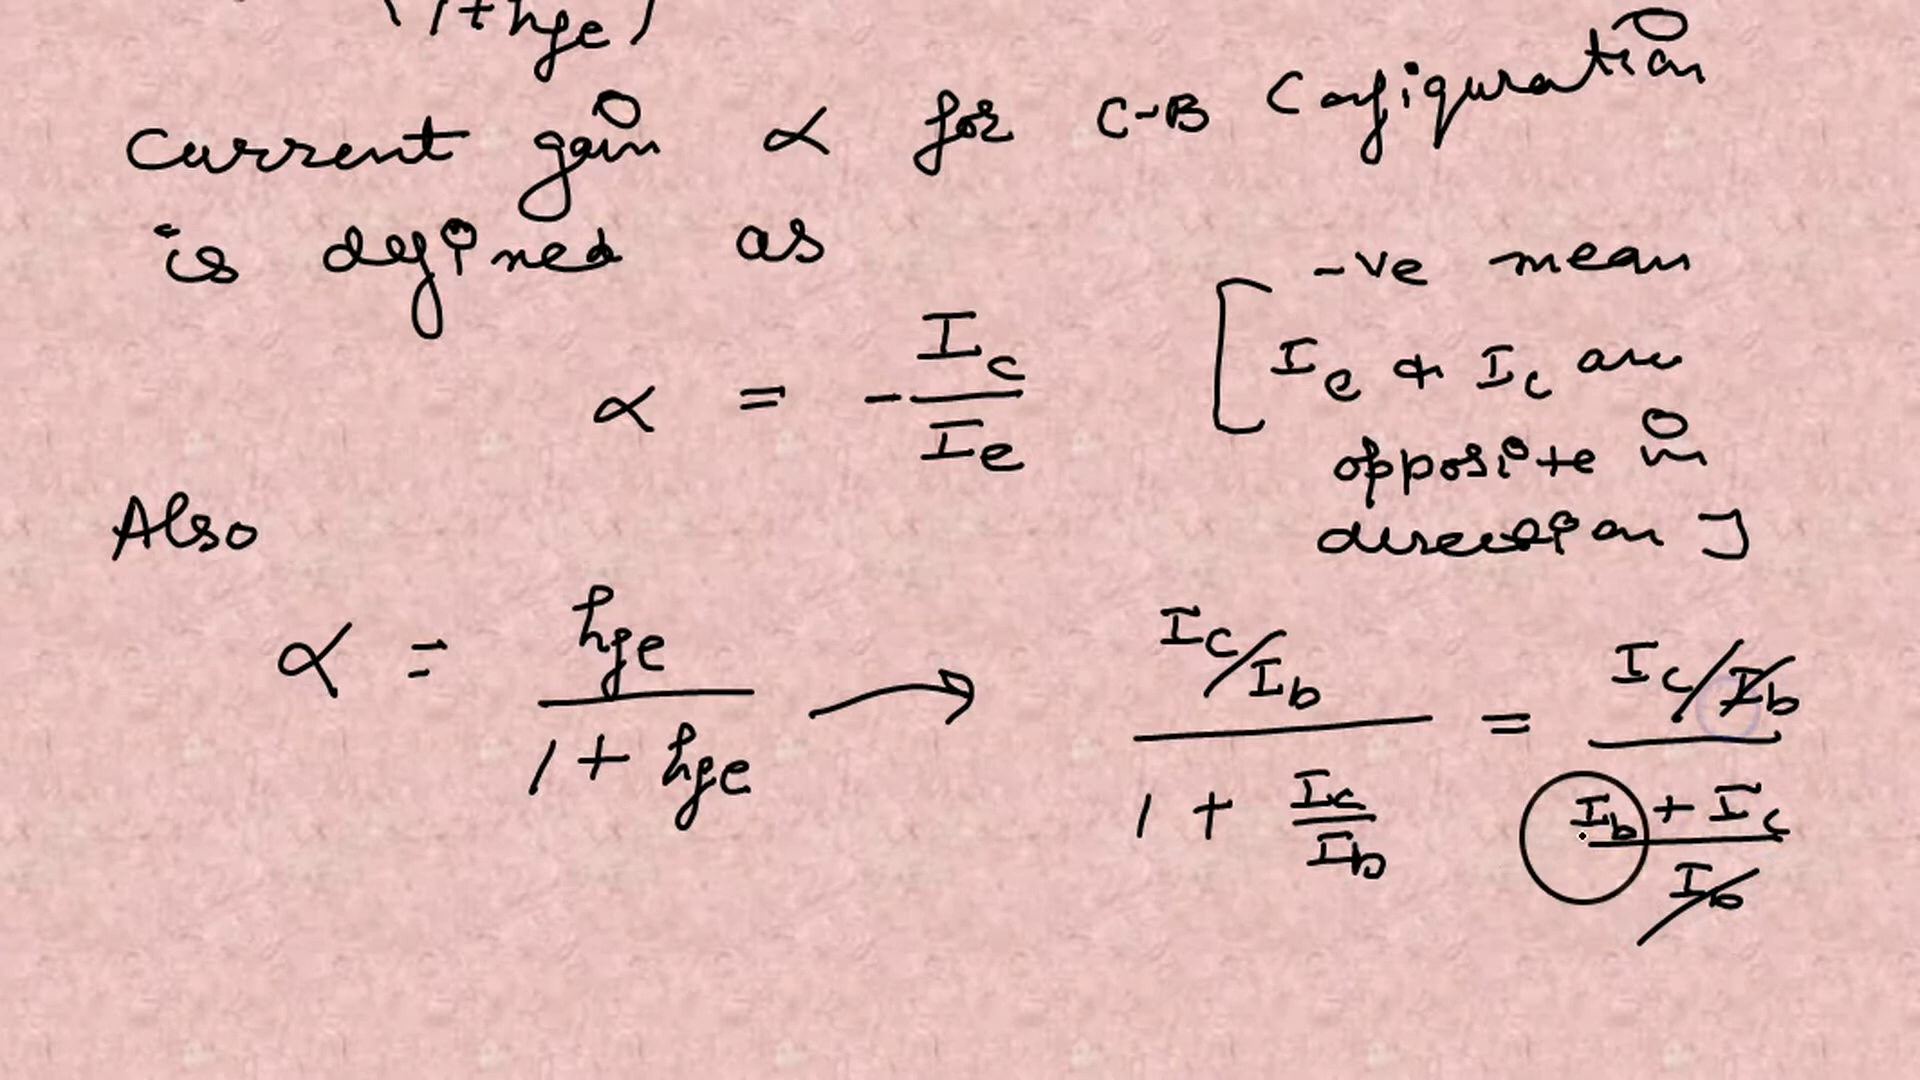 (1+hfe)
Current gain α for C-B Configuration
is defined as
α = - Ic / Ie
[ -ve mean
Ie & Ic are
opposite in
direction ]
Also
α = hfe / (1 + hfe) → (Ic/Ib) / (1 + Ic/Ib) = (Ic/Ib) / ((Ib + Ic) / Ib)